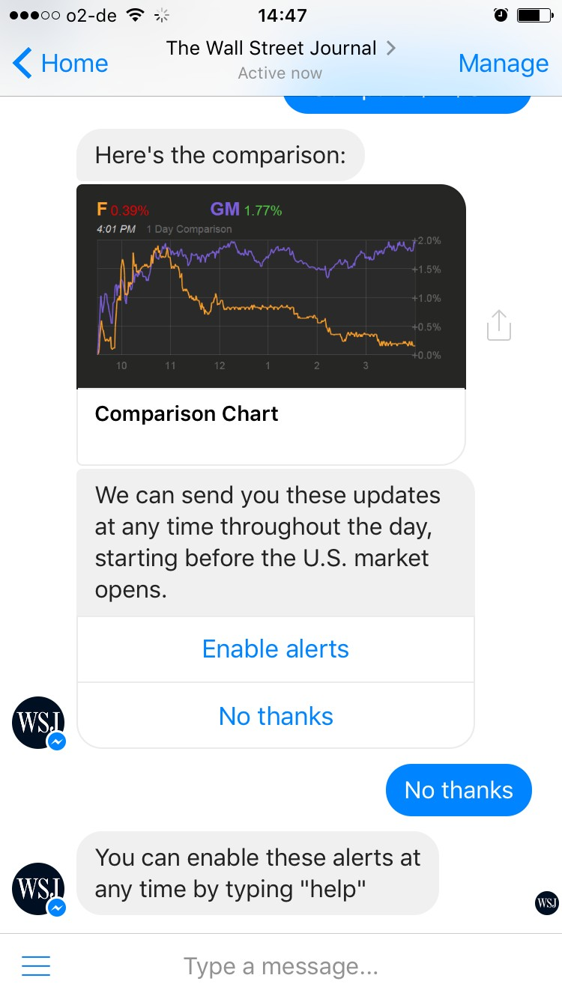 o2-de 14:47
Home The Wall Street Journal Manage
Active now
Here's the comparison:
F 0.39% GM 1.77%
4:01 PM 1 Day Comparison
+2.0%
+1.5%
+1.0%
+0.5%
+0.0%
10 11 12 1 2 3
Comparison Chart
We can send you these updates
at any time throughout the day,
starting before the U.S. market
opens.
Enable alerts
No thanks
WSJ
No thanks
You can enable these alerts at
any time by typing "help"
WSJ
WSJ
Type a message...